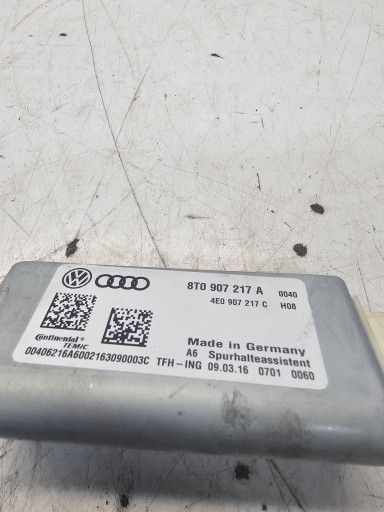 8T0 907 217 A 0040
4E0 907 217 C H08
Made in Germany
Continental
TEMIC
A6 Spurhalteassistent
00406216A6002163090003C TFH-ING 09.03.16 0701 0060